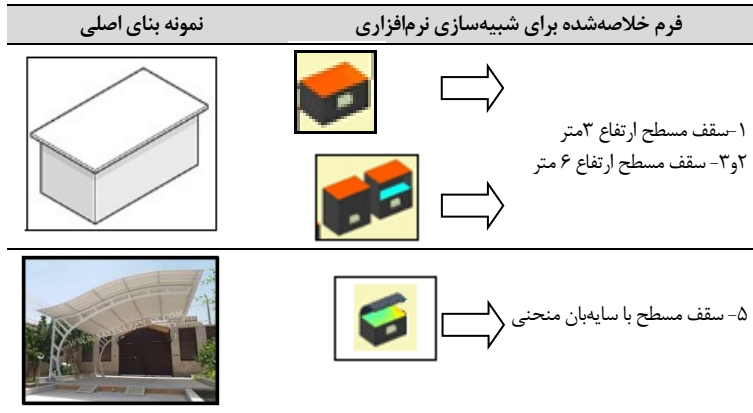 فرم خلاصه‌شده برای شبیه‌سازی نرم‌افزاری
نمونه بنای اصلی
۱-سقف مسطح ارتفاع ۳متر
۲و۳- سقف مسطح ارتفاع ۶ متر
۵- سقف مسطح با سایه‌بان منحنی